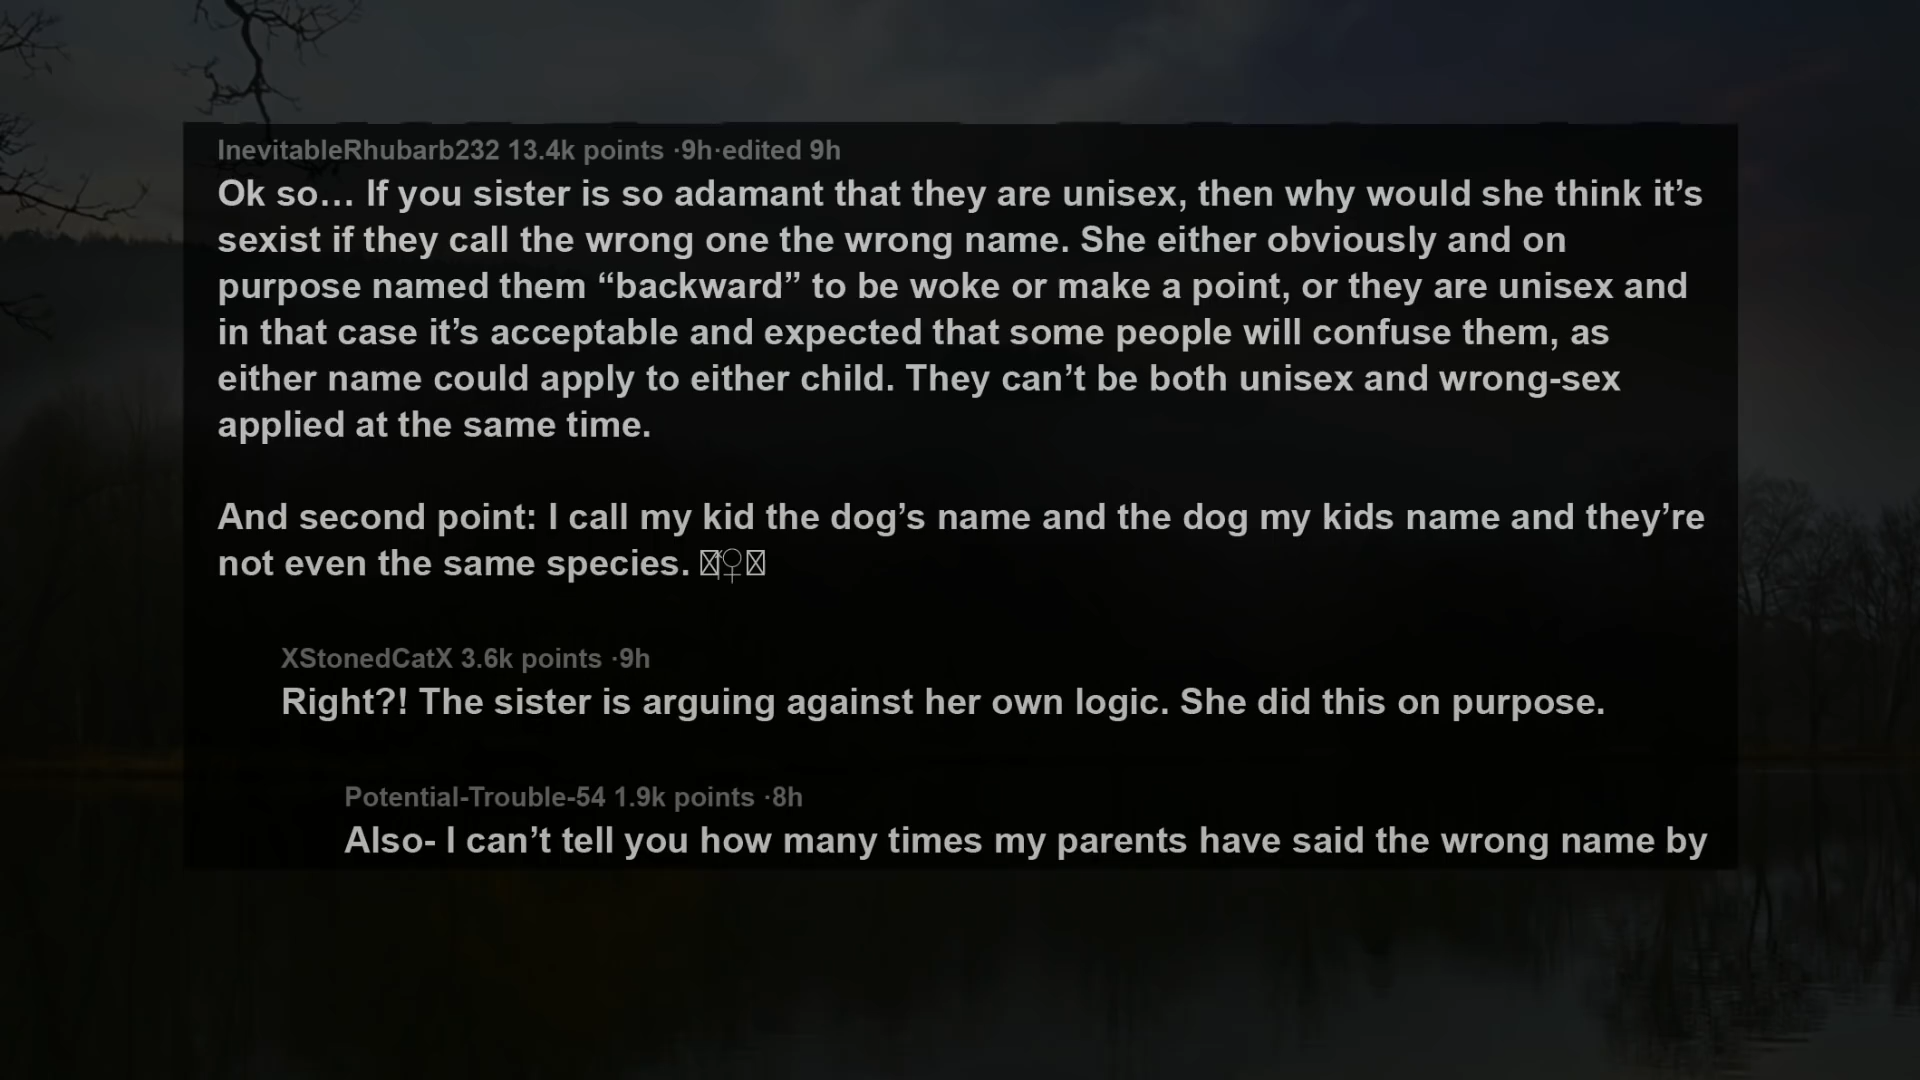 InevitableRhubarb232 13.4k points ·9h·edited 9h
Ok so… If you sister is so adamant that they are unisex, then why would she think it’s
sexist if they call the wrong one the wrong name. She either obviously and on
purpose named them “backward” to be woke or make a point, or they are unisex and
in that case it’s acceptable and expected that some people will confuse them, as
either name could apply to either child. They can’t be both unisex and wrong-sex
applied at the same time.
And second point: I call my kid the dog’s name and the dog my kids name and they’re
not even the same species. ♀
XStonedCatX 3.6k points ·9h
Right?! The sister is arguing against her own logic. She did this on purpose.
Potential-Trouble-54 1.9k points ·8h
Also- I can’t tell you how many times my parents have said the wrong name by